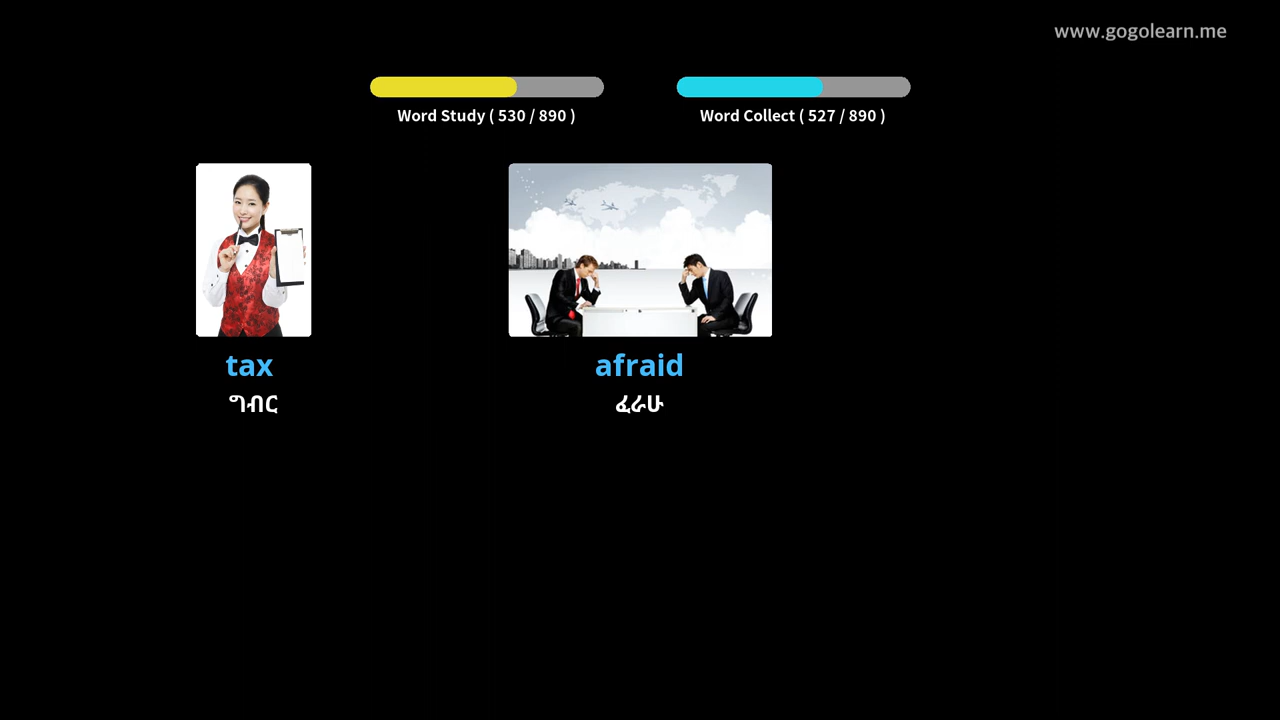 www.gogolearn.me
Word Study ( 530 / 890 )
Word Collect ( 527 / 890 )
tax
ግብር
afraid
ፈራሁ